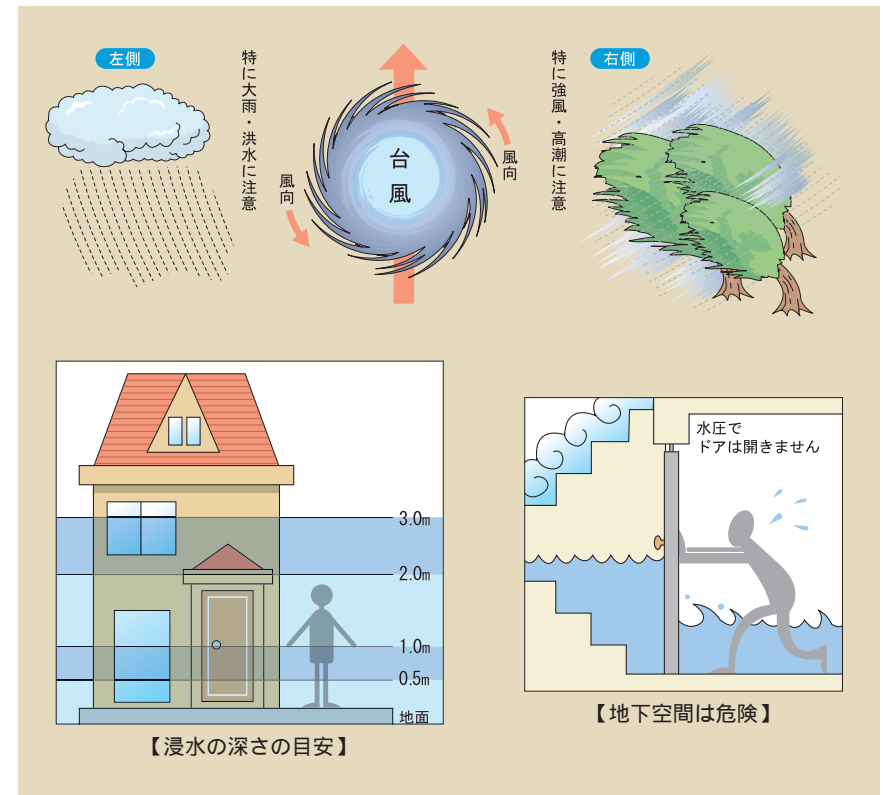 左側
特に大雨・洪水に注意
風向
台風
風向
特に強風・高潮に注意
右側
3.0m
2.0m
1.0m
0.5m
地面
【浸水の深さの目安】
水圧で
ドアは開きません
【地下空間は危険】